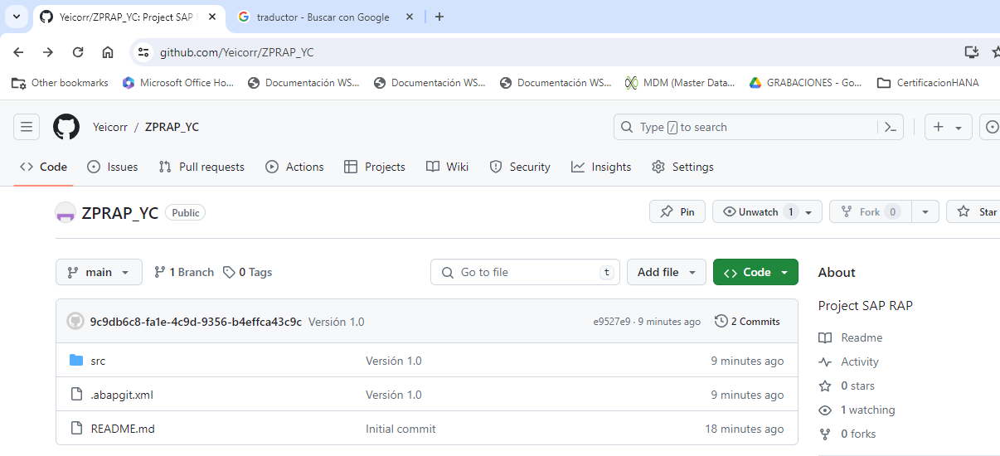 Yeicorr/ZPRAP_YC: Project SAP traductor - Buscar con Google
github.com/Yeicorr/ZPRAP_YC
Other bookmarks Microsoft Office Ho... Documentación WS... Documentación WS... Documentación WS... MDM (Master Data... GRABACIONES - Go... CertificacionHANA
Yeicorr / ZPRAP_YC Type / to search
Code Issues Pull requests Actions Projects Wiki Security Insights Settings
ZPRAP_YC Public Pin Unwatch 1 Fork 0 Star
main 1 Branch 0 Tags Go to file t Add file Code About
Project SAP RAP
9c9db6c8-fa1e-4c9d-9356-b4effca43c9c Versión 1.0 e9527e9 · 9 minutes ago 2 Commits
Readme
src Versión 1.0 9 minutes ago Activity
0 stars
.abapgit.xml Versión 1.0 9 minutes ago
1 watching
README.md Initial commit 18 minutes ago 0 forks